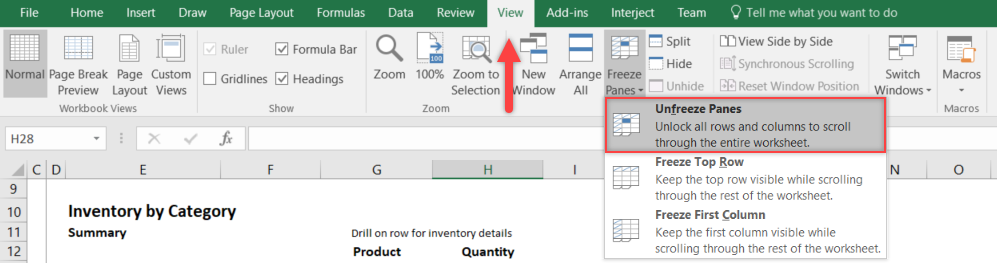 File Home Insert Draw Page Layout Formulas Data Review View Add-ins Interject Team Tell me what you want to do
Normal
Page Break Preview
Page Layout
Custom Views
Workbook Views
Ruler
Formula Bar
Gridlines
Headings
Show
Zoom
100
100%
Zoom to Selection
Zoom
New Window
Arrange All
Freeze Panes
Split
Hide
Unhide
View Side by Side
Synchronous Scrolling
Reset Window Position
Switch Windows
Macros
Macros
Unfreeze Panes
Unlock all rows and columns to scroll
through the entire worksheet.
Freeze Top Row
Keep the top row visible while scrolling
through the rest of the worksheet.
Freeze First Column
Keep the first column visible while
scrolling through the rest of the worksheet.
H28 fx
C D E F G H I N O
9
10 Inventory by Category
11 Summary Drill on row for inventory details
12 Product Quantity